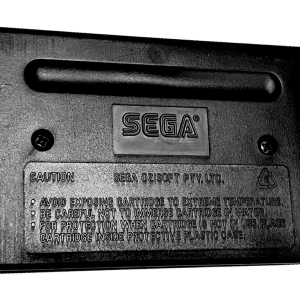 SEGA®
CAUTION SEGA OZISOFT PTY. LTD.
• AVOID EXPOSING CARTRIDGE TO EXTREME TEMPERATURE.
• BE CAREFUL NOT TO IMMERSE CARTRIDGE IN WATER.
• FOR PROTECTION WHEN CARTRIDGE IS NOT IN USE, PLACE
CARTRIDGE INSIDE PROTECTIVE PLASTIC CASE.